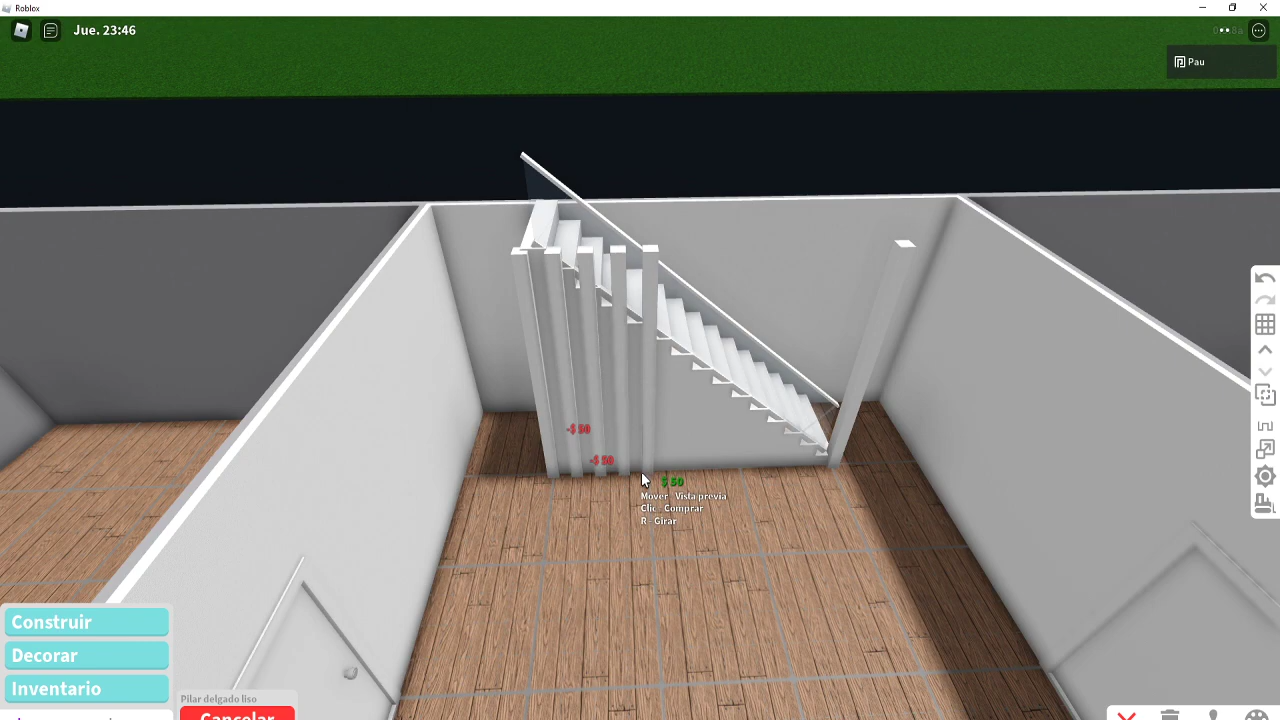 Roblox
Jue. 23:46
Pau
-$ 50
-$ 50
$ 50
Mover Vista previa
Clic Comprar
R- Girar
Construir
Decorar
Inventario
Pilar delgado liso
Cancelar